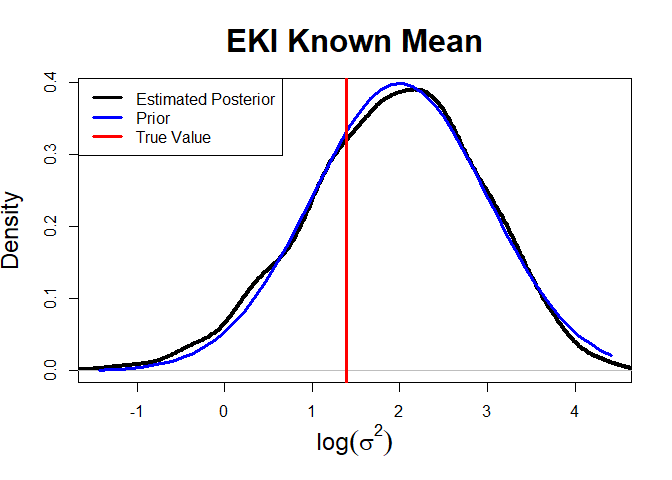 EKI Known Mean
Estimated Posterior
Prior
True Value
Density
0.4
0.3
0.2
0.1
0.0
-1 0 1 2 3 4
log(σ²)